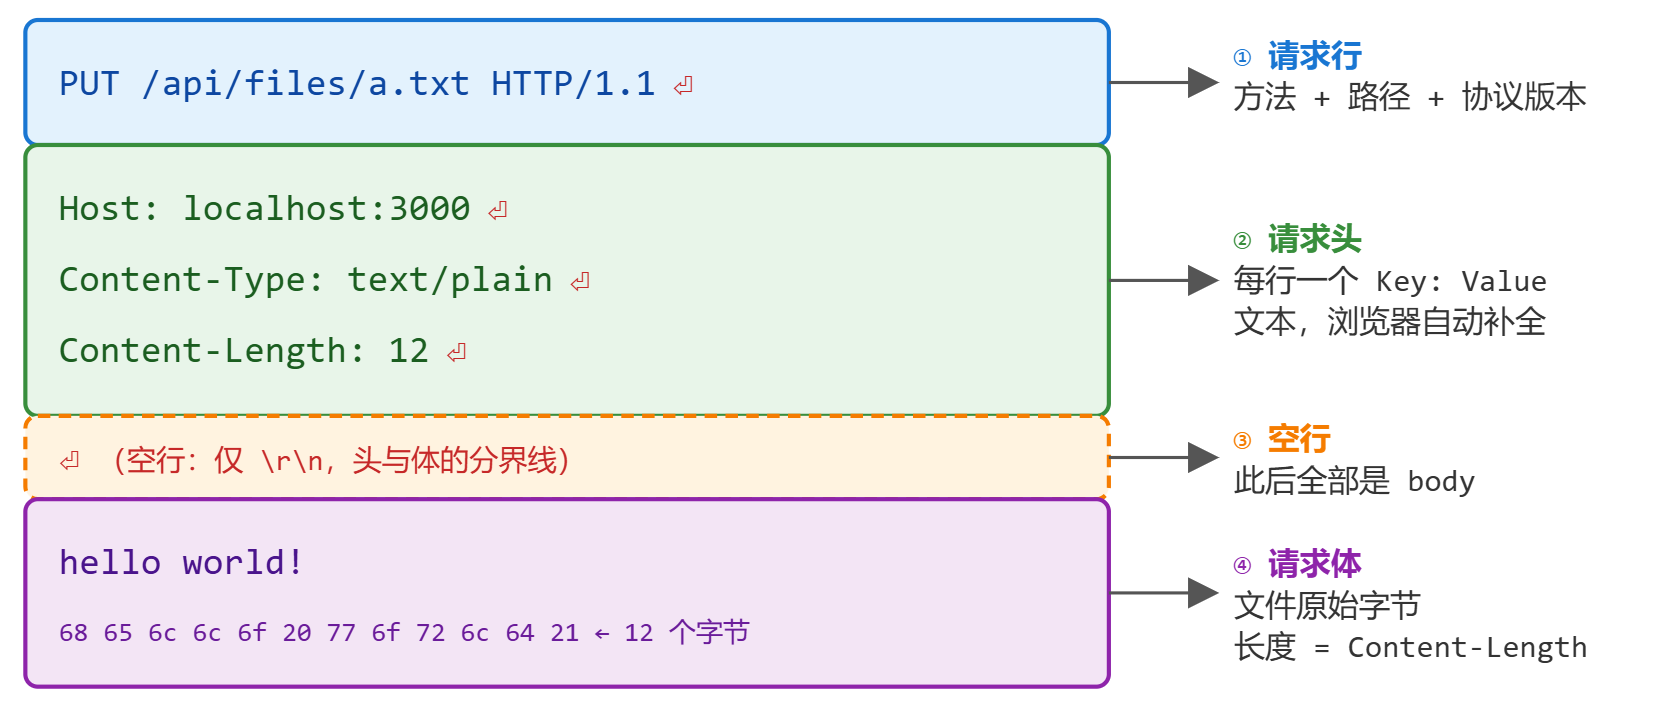 PUT /api/files/a.txt HTTP/1.1 ⏎
① 请求行
方法 + 路径 + 协议版本
Host: localhost:3000 ⏎
Content-Type: text/plain ⏎
Content-Length: 12 ⏎
② 请求头
每行一个 Key: Value
文本, 浏览器自动补全
⏎ （空行: 仅 \r\n, 头与体的分界线）
③ 空行
此后全部是 body
hello world!
68 65 6c 6c 6f 20 77 6f 72 6c 64 21 ← 12 个字节
④ 请求体
文件原始字节
长度 = Content-Length